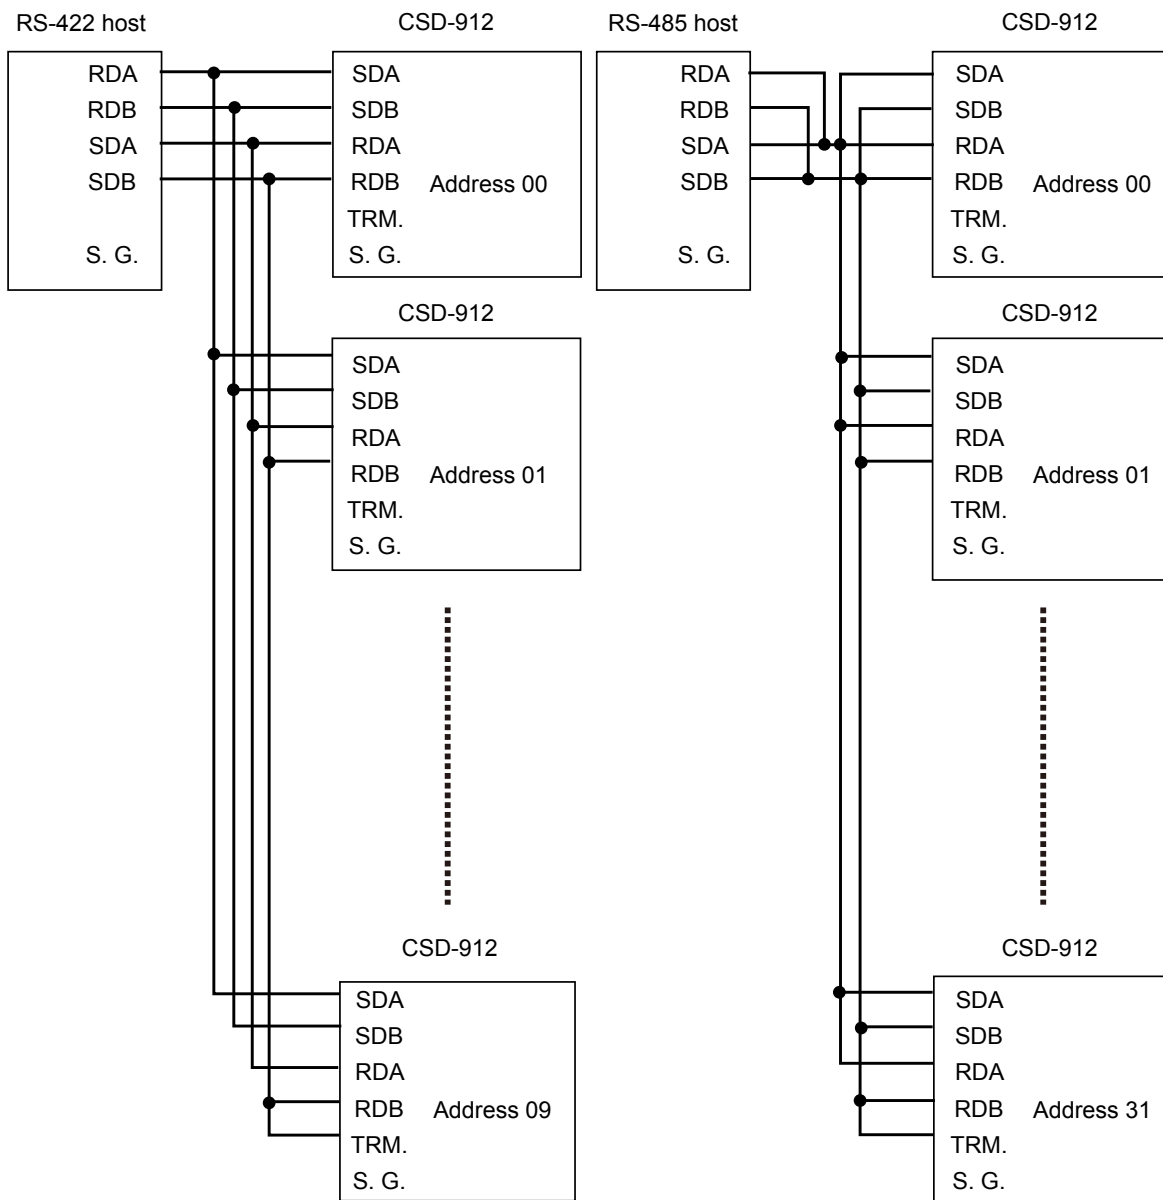 RS-422 host
RDA
RDB
SDA
SDB
S. G.
CSD-912
SDA
SDB
RDA
RDB Address 00
TRM.
S. G.
CSD-912
SDA
SDB
RDA
RDB Address 01
TRM.
S. G.
CSD-912
SDA
SDB
RDA
RDB Address 09
TRM.
S. G.
RS-485 host
RDA
RDB
SDA
SDB
S. G.
CSD-912
SDA
SDB
RDA
RDB Address 00
TRM.
S. G.
CSD-912
SDA
SDB
RDA
RDB Address 01
TRM.
S. G.
CSD-912
SDA
SDB
RDA
RDB Address 31
TRM.
S. G.